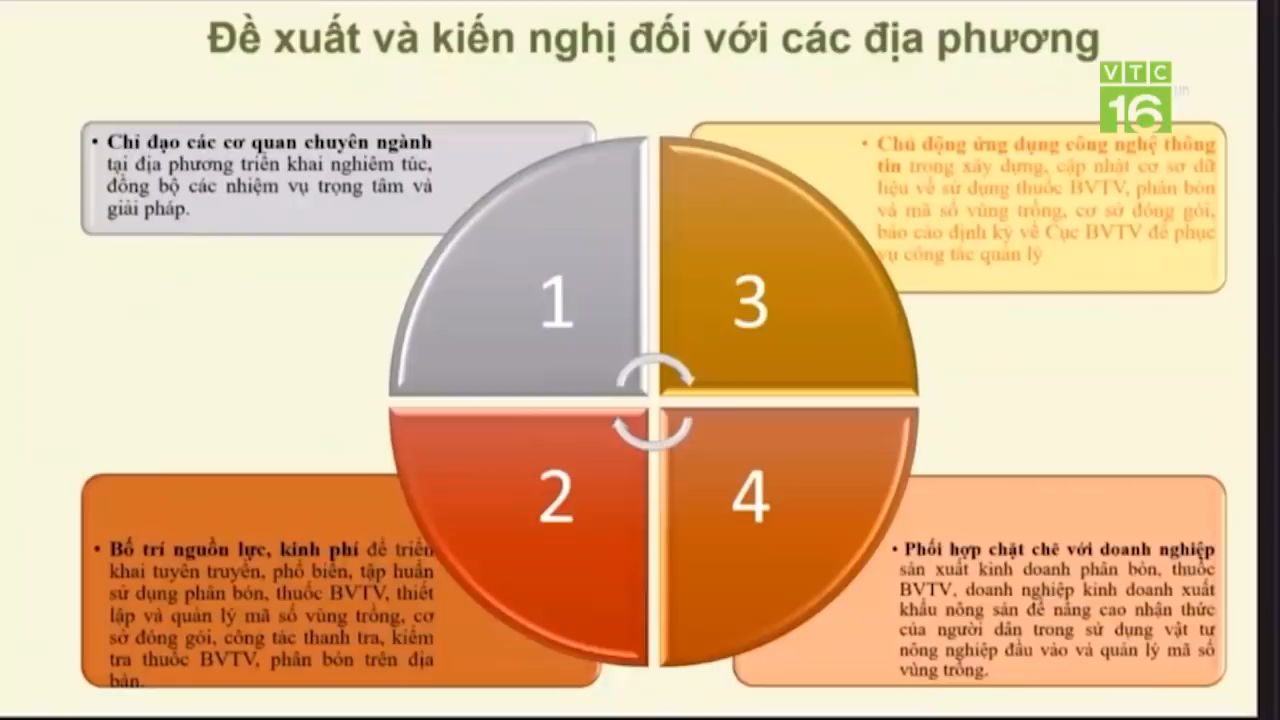 Đề xuất và kiến nghị đối với các địa phương
VTC
16
• Chỉ đạo các cơ quan chuyên ngành
tại địa phương triển khai nghiêm túc,
đồng bộ các nhiệm vụ trọng tâm và
giải pháp.
• Chủ động ứng dụng công nghệ thông
tin trong xây dựng, cập nhật cơ sơ dữ
liệu về sử dụng thuốc BVTV, phân bón
và mã số vùng trồng, cơ sở đóng gói,
báo cáo định kỳ về Cục BVTV để phục
vụ công tác quản lý
1
3
2
4
• Bố trí nguồn lực, kinh phí để triển
khai tuyên truyền, phổ biến, tập huấn
sử dụng phân bón, thuốc BVTV, thiết
lập và quản lý mã số vùng trồng, cơ
sở đóng gói, công tác thanh tra, kiểm
tra thuốc BVTV, phân bón trên địa
bàn.
• Phối hợp chặt chẽ với doanh nghiệp
sản xuất kinh doanh phân bón, thuốc
BVTV, doanh nghiệp kinh doanh xuất
khẩu nông sản để nâng cao nhận thức
của người dân trong sử dụng vật tư
nông nghiệp đầu vào và quản lý mã số
vùng trồng.